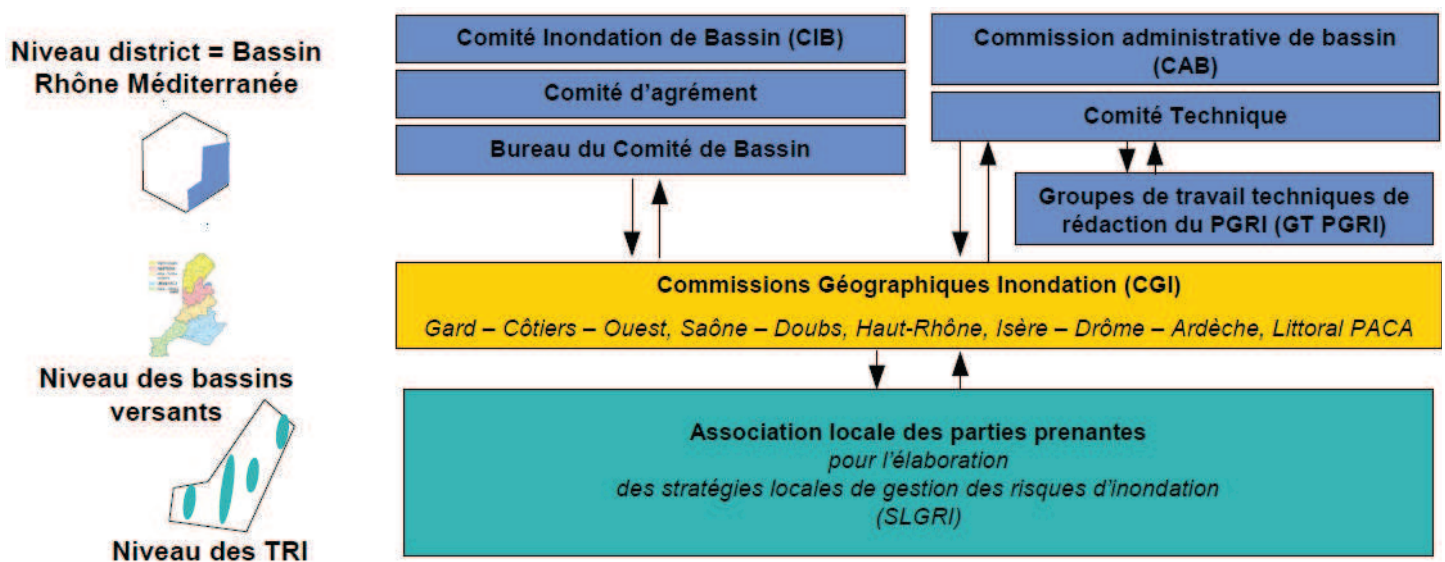 Niveau district = Bassin
Rhône Méditerranée
Comité Inondation de Bassin (CIB)
Comité d'agrément
Bureau du Comité de Bassin
Commission administrative de bassin
(CAB)
Comité Technique
Groupes de travail techniques de
rédaction du PGRI (GT PGRI)
Commissions Géographiques Inondation (CGI)
Gard – Côtiers – Ouest, Saône – Doubs, Haut-Rhône, Isère – Drôme – Ardèche, Littoral PACA
Niveau des bassins
versants
Association locale des parties prenantes
pour l'élaboration
des stratégies locales de gestion des risques d'inondation
(SLGRI)
Niveau des TRI